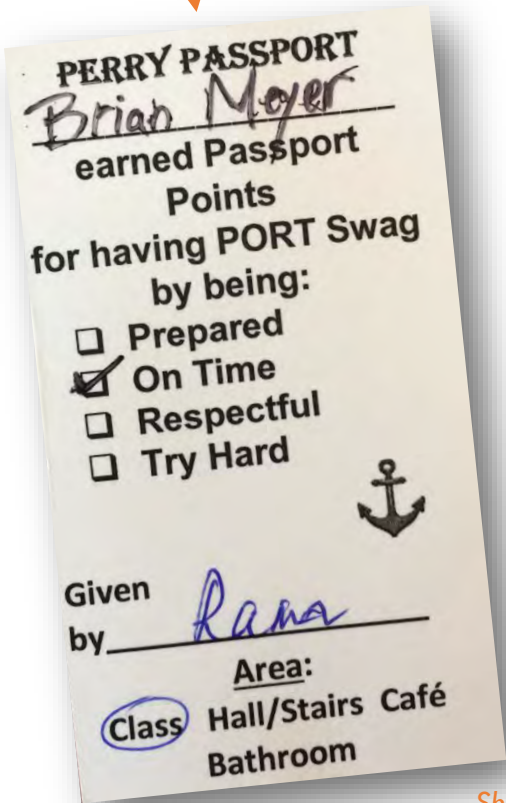 PERRY PASSPORT
Brian Meyer
earned Passport
Points
for having PORT Swag
by being:
❑ Prepared
☑ On Time
❑ Respectful
❑ Try Hard
Given
by Rana
Area:
Class Hall/Stairs Café
Bathroom
Sh